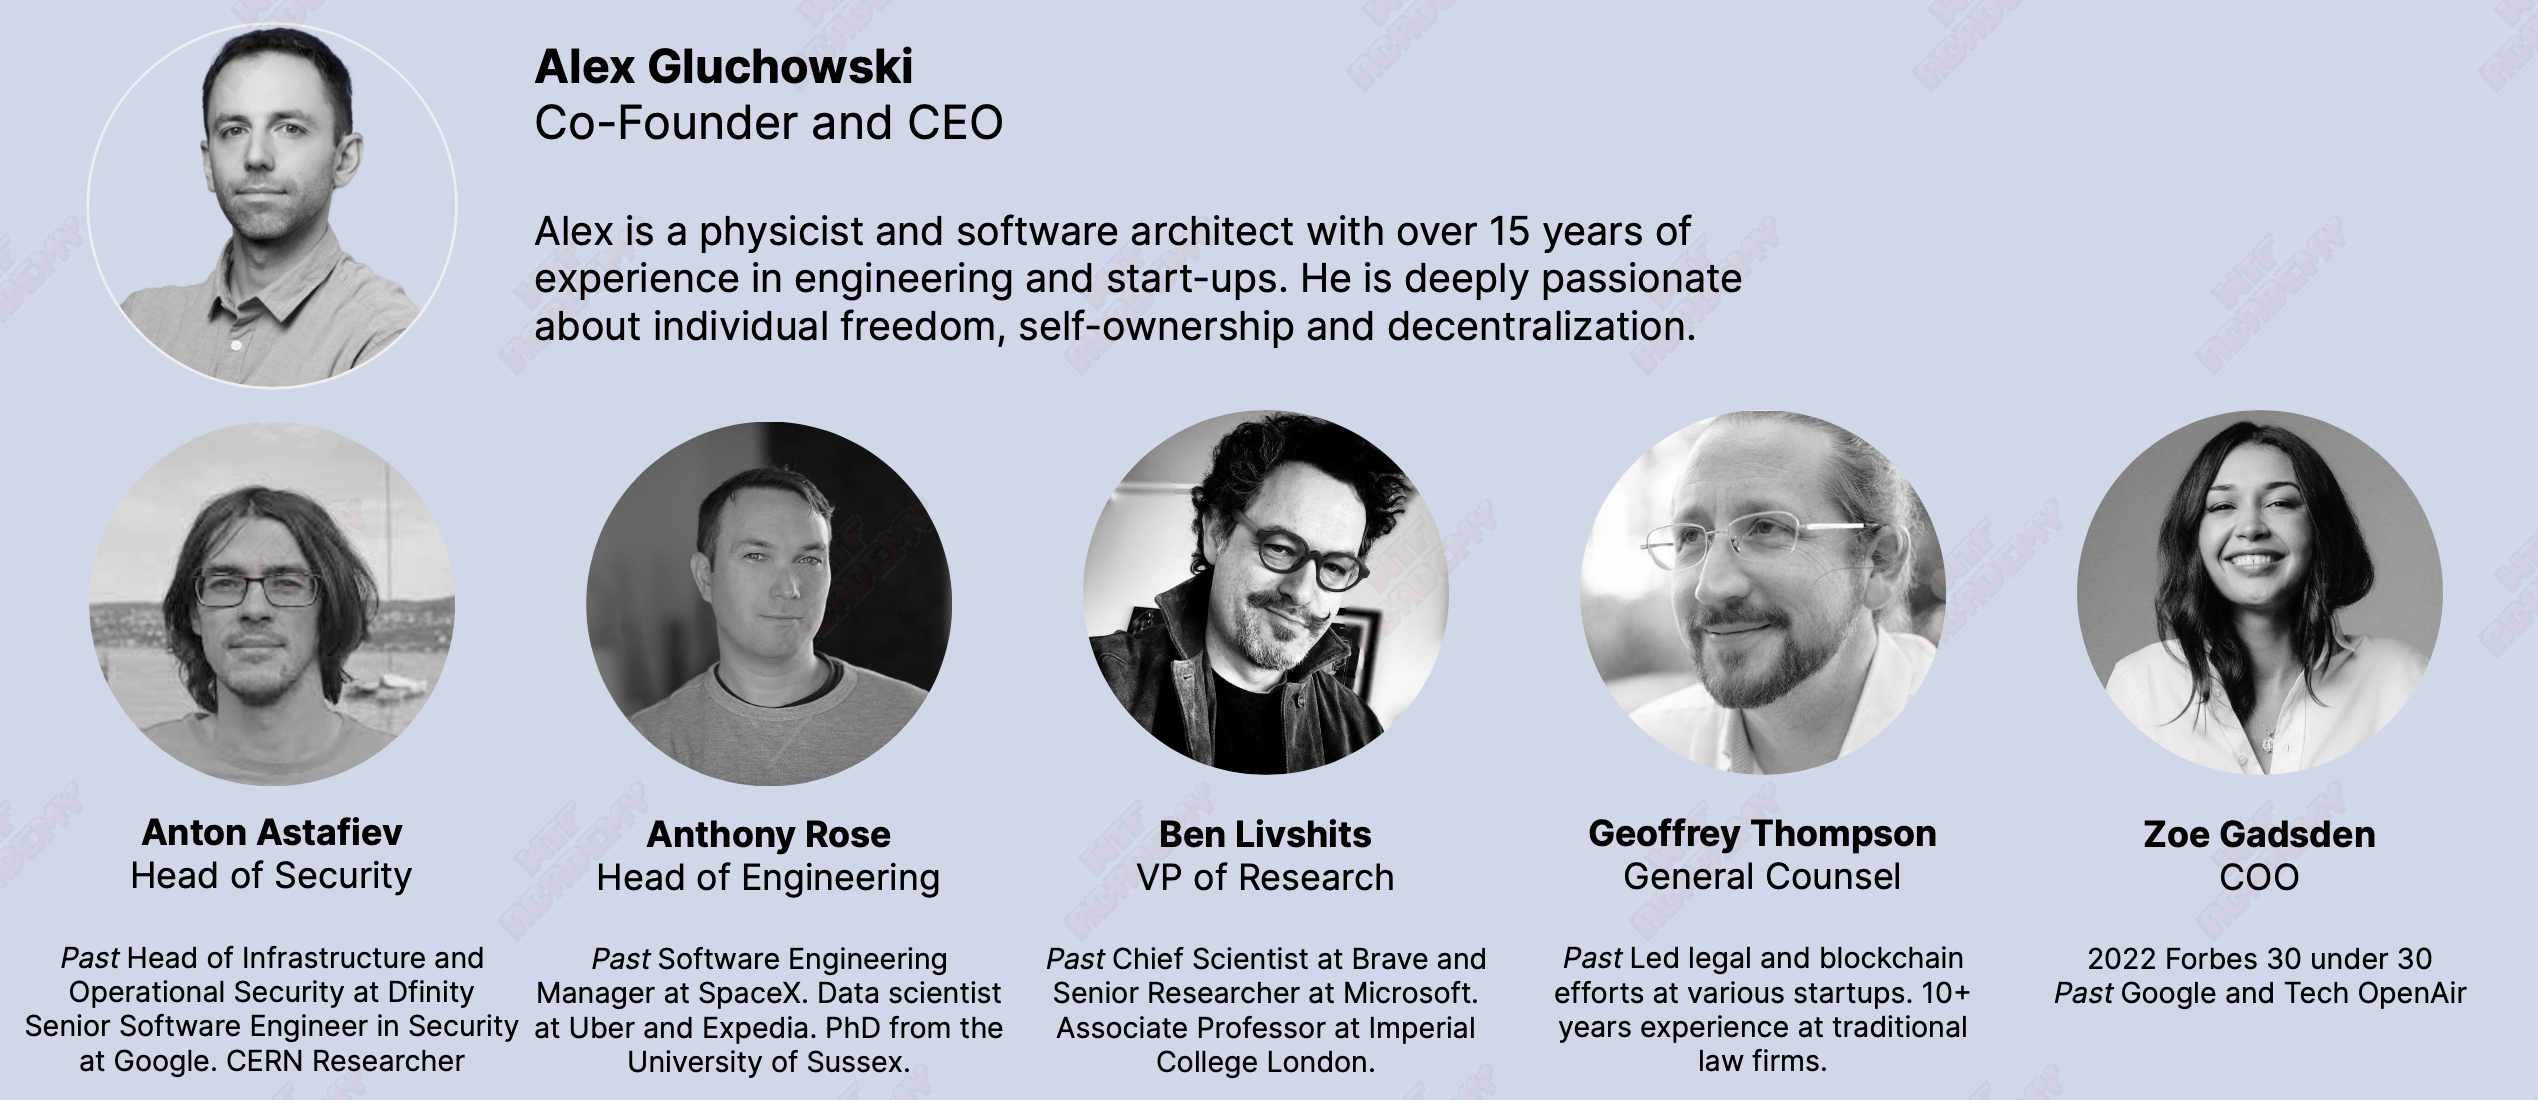 Alex Gluchowski
Co-Founder and CEO
Alex is a physicist and software architect with over 15 years of
experience in engineering and start-ups. He is deeply passionate
about individual freedom, self-ownership and decentralization.
Anton Astafiev
Head of Security
Past Head of Infrastructure and
Operational Security at Dfinity
Senior Software Engineer in Security
at Google. CERN Researcher
Anthony Rose
Head of Engineering
Past Software Engineering
Manager at SpaceX. Data scientist
at Uber and Expedia. PhD from the
University of Sussex.
Ben Livshits
VP of Research
Past Chief Scientist at Brave and
Senior Researcher at Microsoft.
Associate Professor at Imperial
College London.
Geoffrey Thompson
General Counsel
Past Led legal and blockchain
efforts at various startups. 10+
years experience at traditional
law firms.
Zoe Gadsden
COO
2022 Forbes 30 under 30
Past Google and Tech OpenAir
WTF
ACADEMY